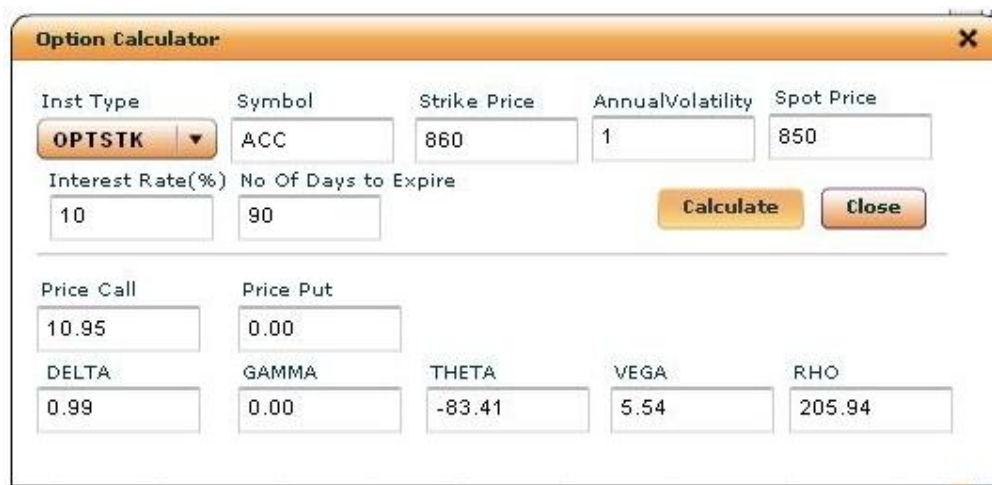 Option Calculator
Inst Type Symbol Strike Price AnnualVolatility Spot Price
OPTSTK ACC 860 1 850
Interest Rate(%) No Of Days to Expire
10 90 Calculate Close
Price Call Price Put
10.95 0.00
DELTA GAMMA THETA VEGA RHO
0.99 0.00 -83.41 5.54 205.94